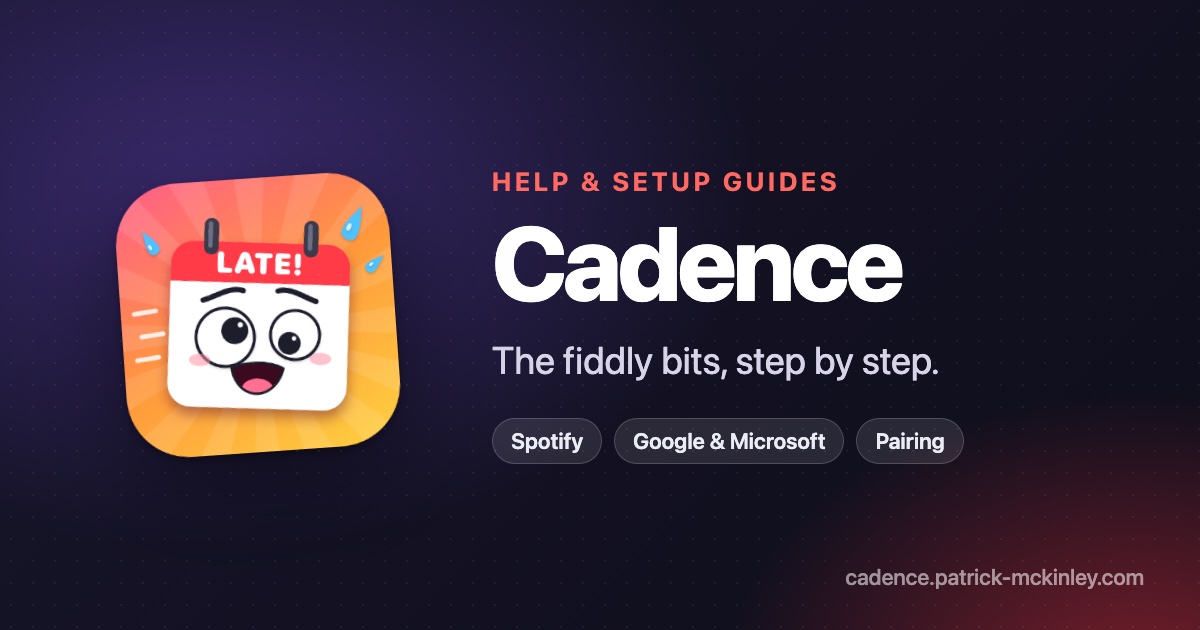 LATE!
HELP & SETUP GUIDES
Cadence
The fiddly bits, step by step.
Spotify
Google & Microsoft
Pairing
cadence.patrick-mckinley.com